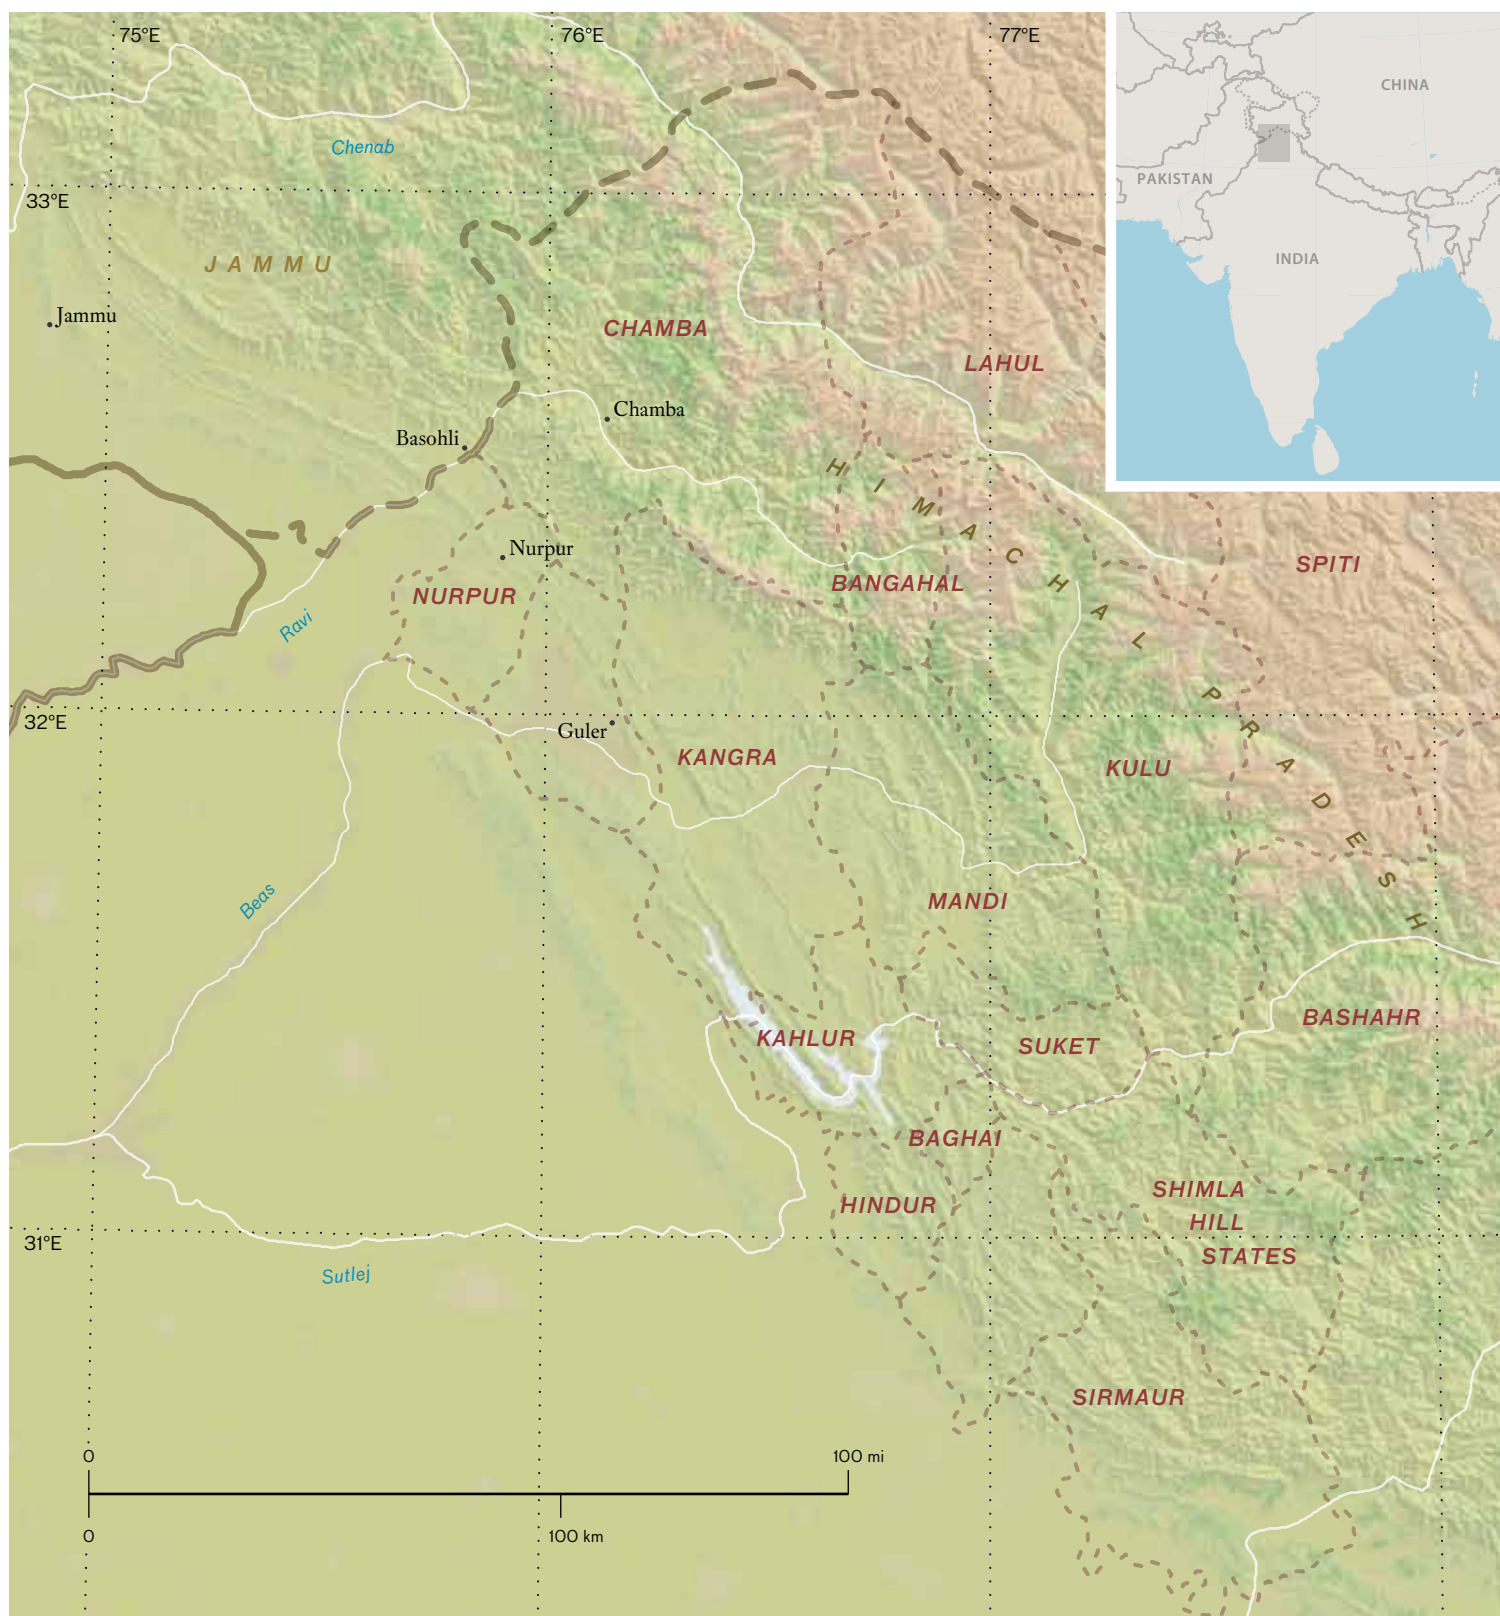 75°E
76°E
77°E
CHINA
PAKISTAN
INDIA
Chenab
33°E
JAMMU
Jammu
CHAMBA
LAHUL
Chamba
Basohli
HIMACHAL PRADESH
Nurpur
SPITI
NURPUR
BANGAHAL
Ravi
32°E
Guler
KANGRA
KULU
Beas
MANDI
KAHLUR
SUKET
BASHAHR
BAGHAI
HINDUR
SHIMLA
HILL
STATES
31°E
Sutlej
SIRMAUR
0
100 mi
0
100 km